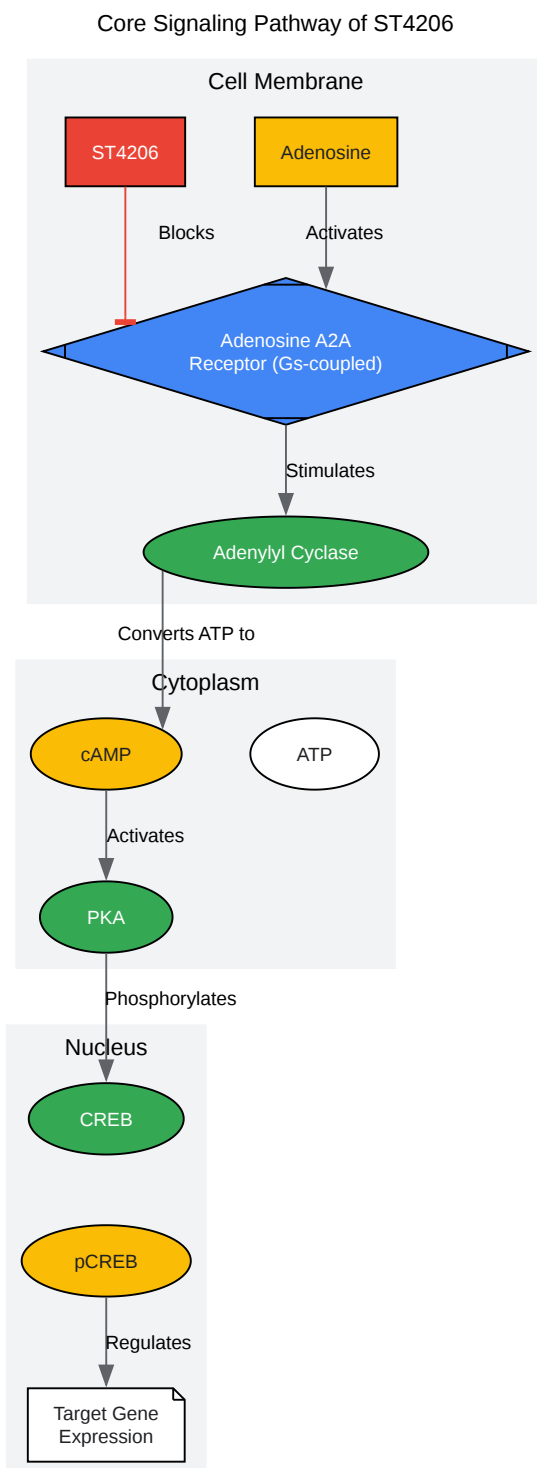 Core Signaling Pathway of ST4206
Cell Membrane
ST4206
Adenosine
Blocks
Activates
Adenosine A2A
Receptor (Gs-coupled)
Stimulates
Adenylyl Cyclase
Converts ATP to
Cytoplasm
cAMP
ATP
Activates
PKA
Phosphorylates
Nucleus
CREB
pCREB
Regulates
Target Gene
Expression